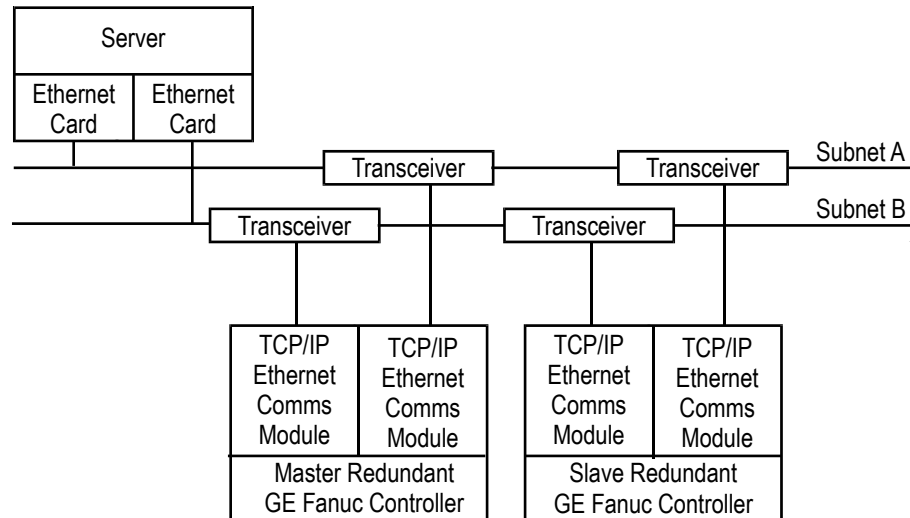 Server
Ethernet
Card
Ethernet
Card
Transceiver
Transceiver
Subnet A
Transceiver
Transceiver
Subnet B
TCP/IP
Ethernet
Comms
Module
TCP/IP
Ethernet
Comms
Module
Master Redundant
GE Fanuc Controller
TCP/IP
Ethernet
Comms
Module
TCP/IP
Ethernet
Comms
Module
Slave Redundant
GE Fanuc Controller